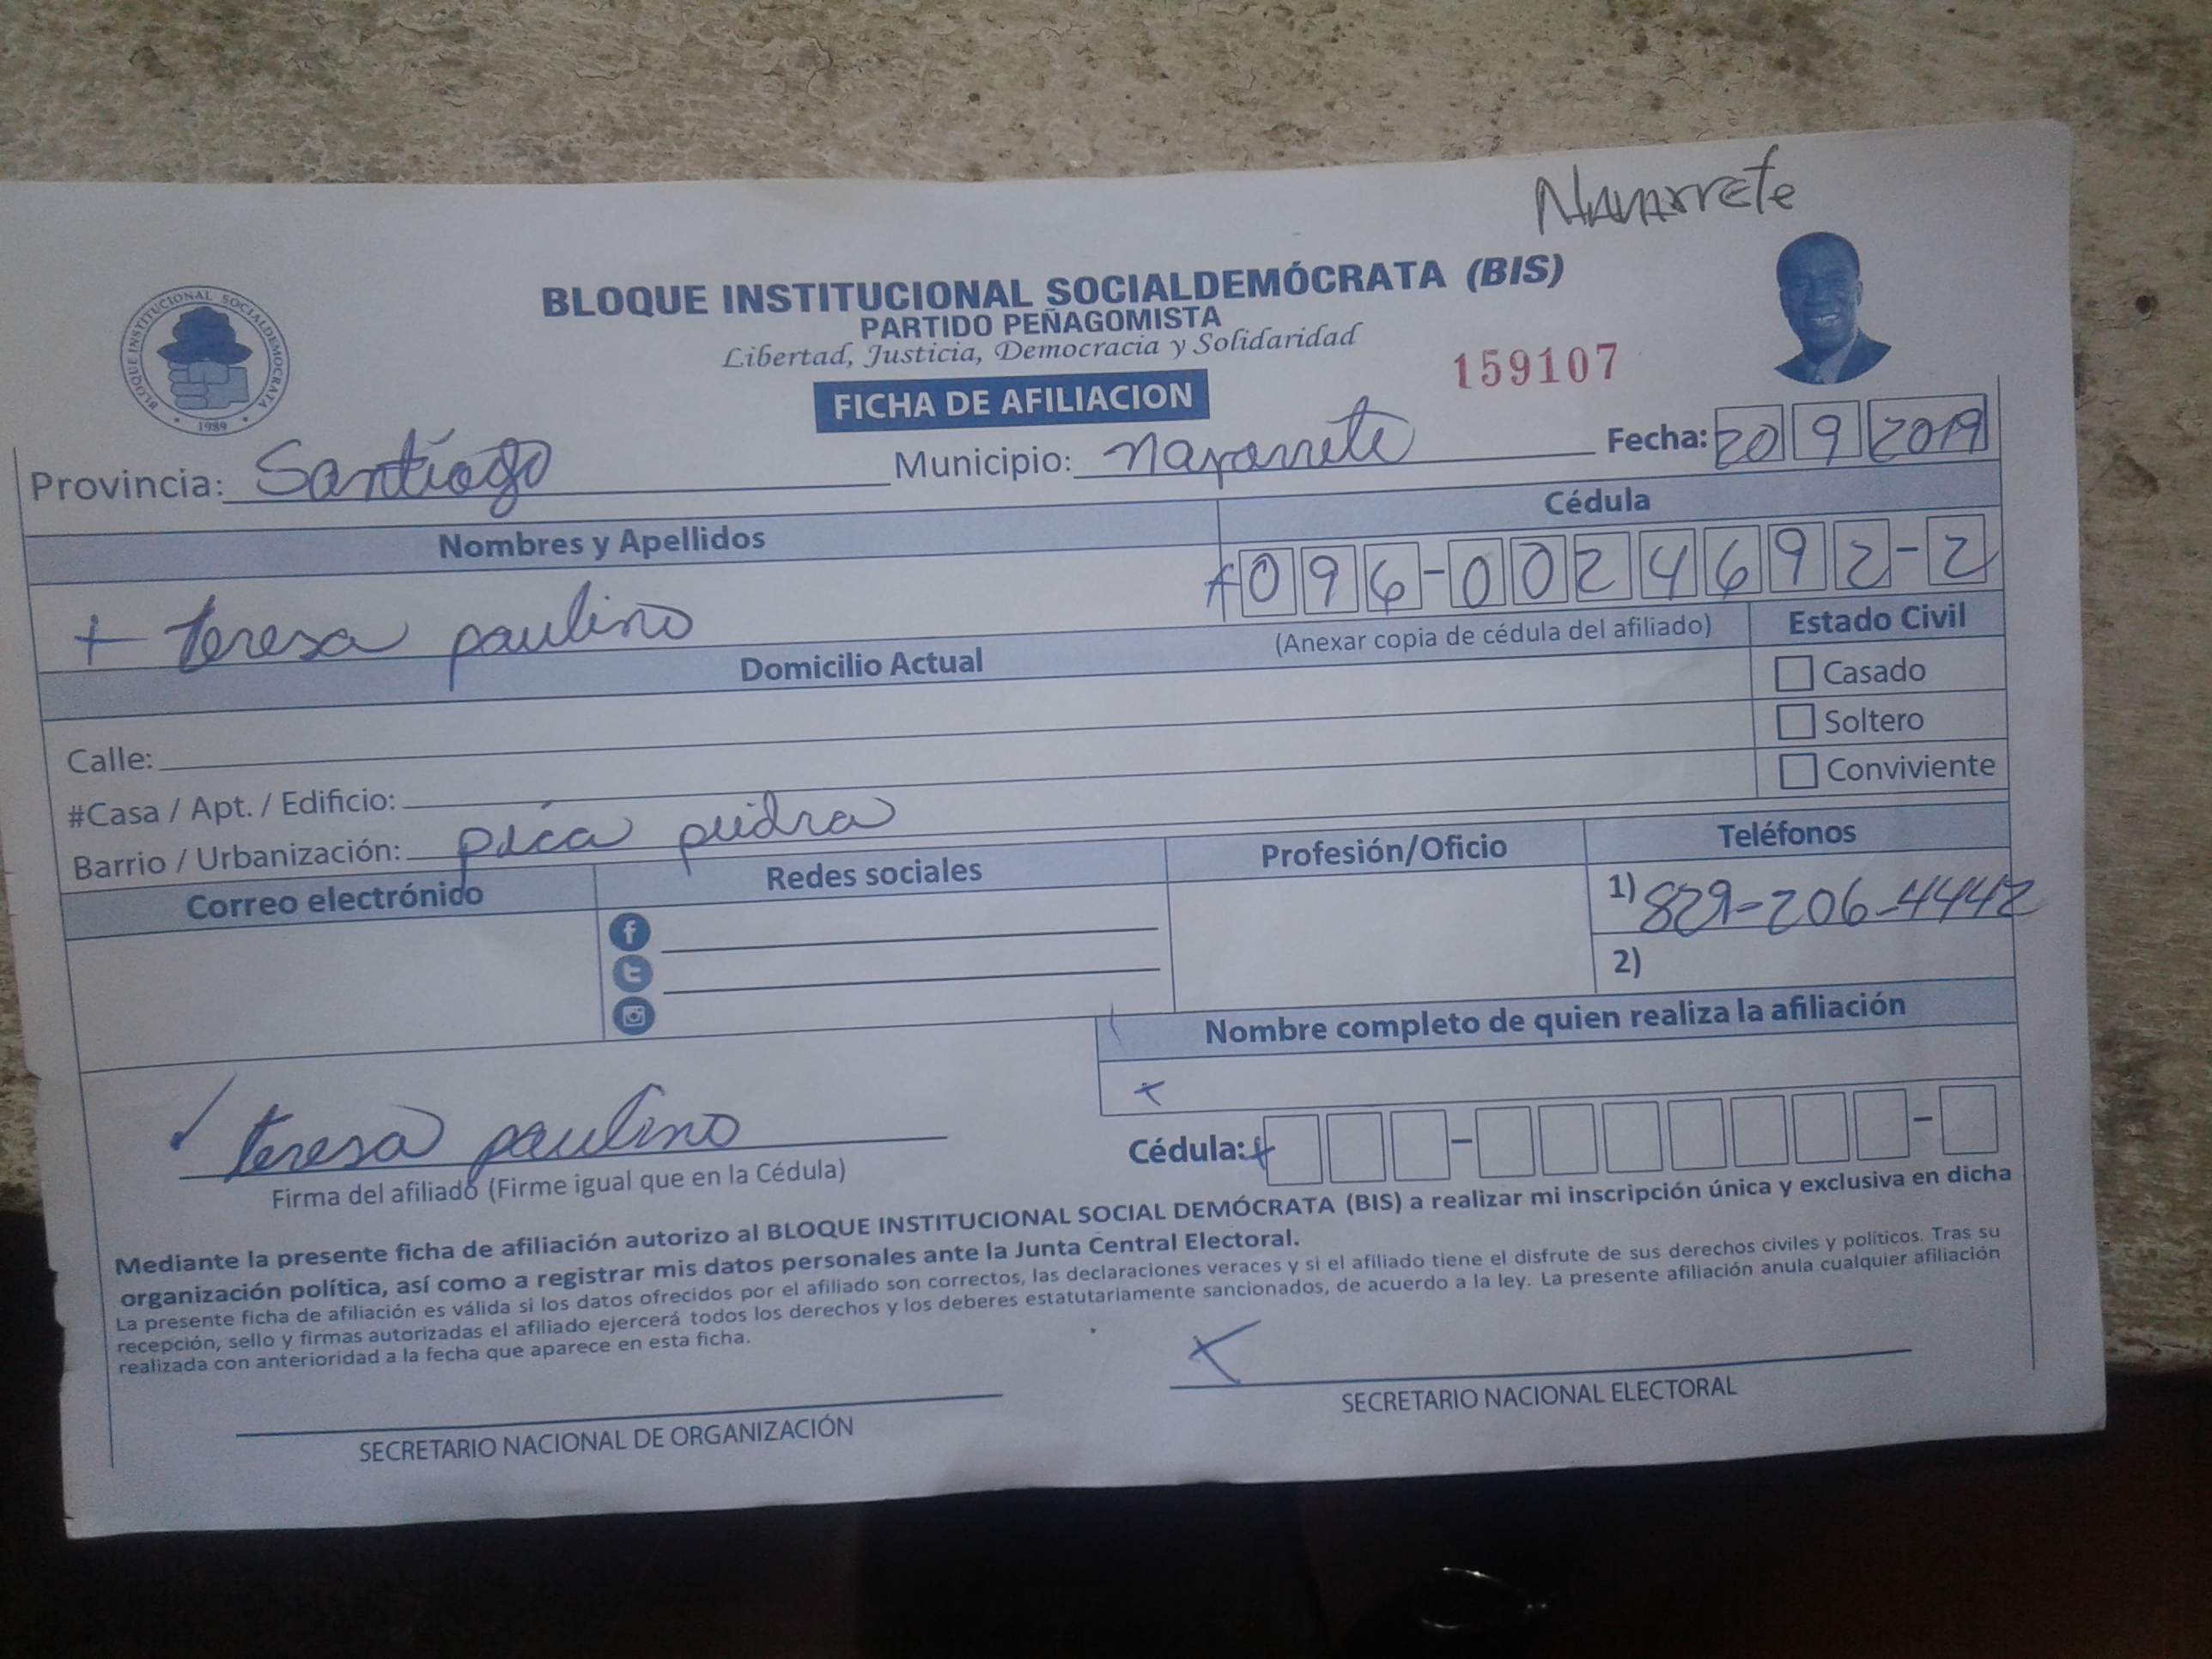 Navarrete
BLOQUE INSTITUCIONAL SOCIALDEMÓCRATA (BIS)
PARTIDO PEÑAGOMISTA
Libertad, Justicia, Democracia y Solidaridad
BLOQUE INSTITUCIONAL SOCIALDEMOCRATA
1989
159107
FICHA DE AFILIACION
Provincia: Santiago Municipio: navarrete Fecha: 20 9 2019
Nombres y Apellidos Cédula
+ teresa paulino 096-0024692-2
(Anexar copia de cédula del afiliado) Estado Civil
Domicilio Actual
Casado
Calle: Soltero
#Casa / Apt. / Edificio: Conviviente
Barrio / Urbanización: pica piedra
Correo electrónido Redes sociales Profesión/Oficio Teléfonos
1) 829-206-4442
2)
Nombre completo de quien realiza la afiliación
x
teresa paulino
Cédula:
Firma del afiliado (Firme igual que en la Cédula)
Mediante la presente ficha de afiliación autorizo al BLOQUE INSTITUCIONAL SOCIAL DEMÓCRATA (BIS) a realizar mi inscripción única y exclusiva en dicha
organización política, así como a registrar mis datos personales ante la Junta Central Electoral.
La presente ficha de afiliación es válida si los datos ofrecidos por el afiliado son correctos, las declaraciones veraces y si el afiliado tiene el disfrute de sus derechos civiles y políticos. Tras su
recepción, sello y firmas autorizadas el afiliado ejercerá todos los derechos y los deberes estatutariamente sancionados, de acuerdo a la ley. La presente afiliación anula cualquier afiliación
realizada con anterioridad a la fecha que aparece en esta ficha.
x
SECRETARIO NACIONAL DE ORGANIZACIÓN SECRETARIO NACIONAL ELECTORAL